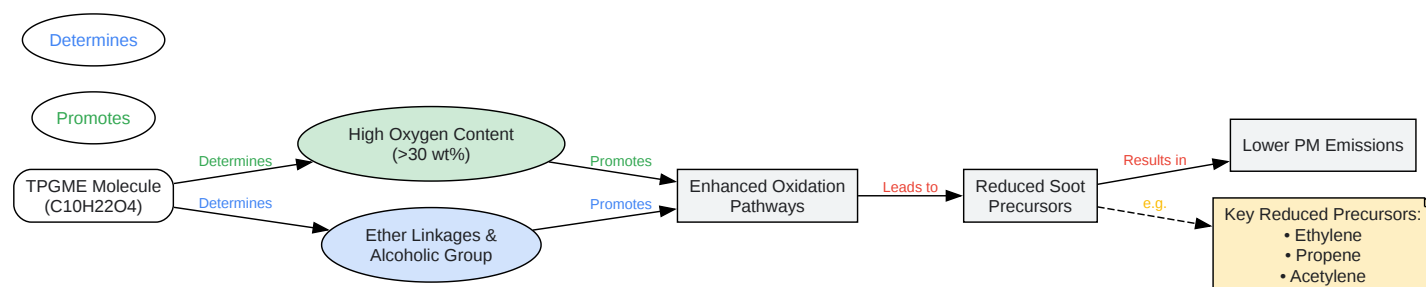 Determines
Promotes
TPGME Molecule
(C10H22O4)
Determines
Determines
High Oxygen Content
(>30 wt%)
Ether Linkages &
Alcoholic Group
Promotes
Promotes
Enhanced Oxidation
Pathways
Leads to
Reduced Soot
Precursors
Results in
e.g.
Lower PM Emissions
Key Reduced Precursors:
• Ethylene
• Propene
• Acetylene